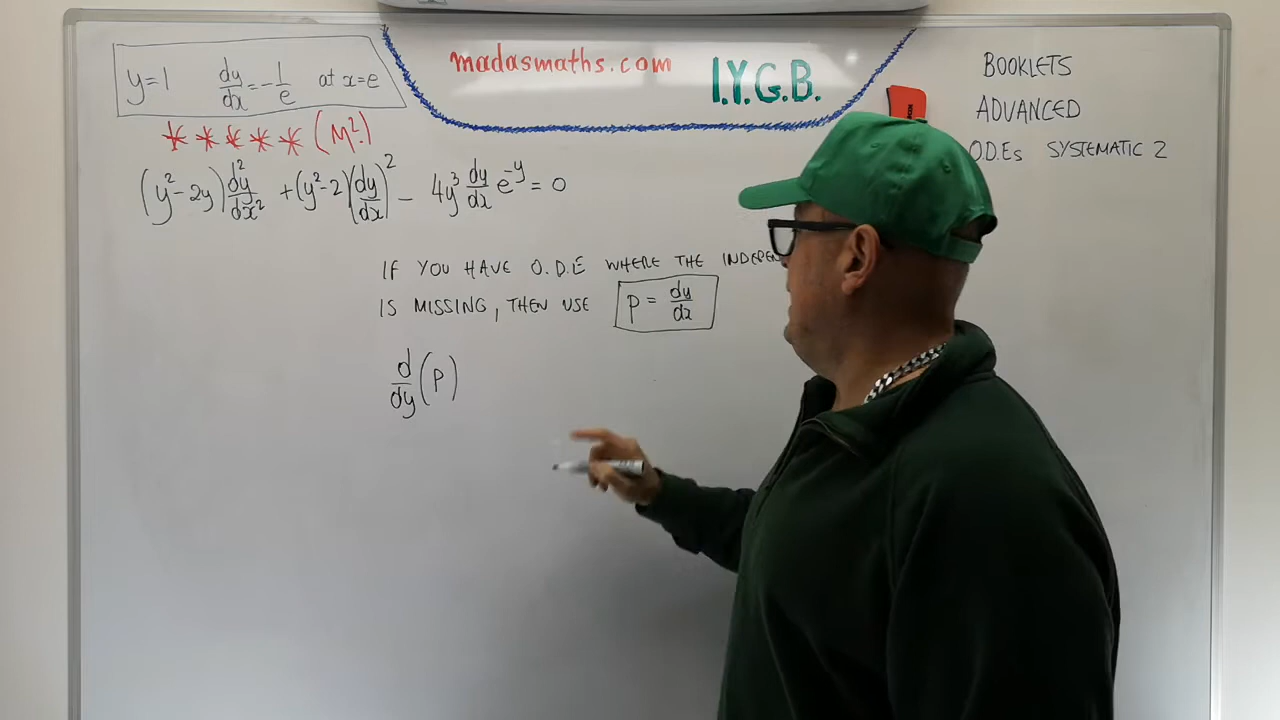 y=1 dy/dx = -1/e at x=e
madasmaths.com
I.Y.G.B.
BOOKLETS
ADVANCED
O.D.Es SYSTEMATIC 2
***** (M².)
(y²-2y) d²y/dx² + (y²-2)(dy/dx)² - 4y³ dy/dx e^-y = 0
IF YOU HAVE O.D.E WHERE THE INDEPEN
IS MISSING, THEN USE p = dy/dx
d/dy (p)